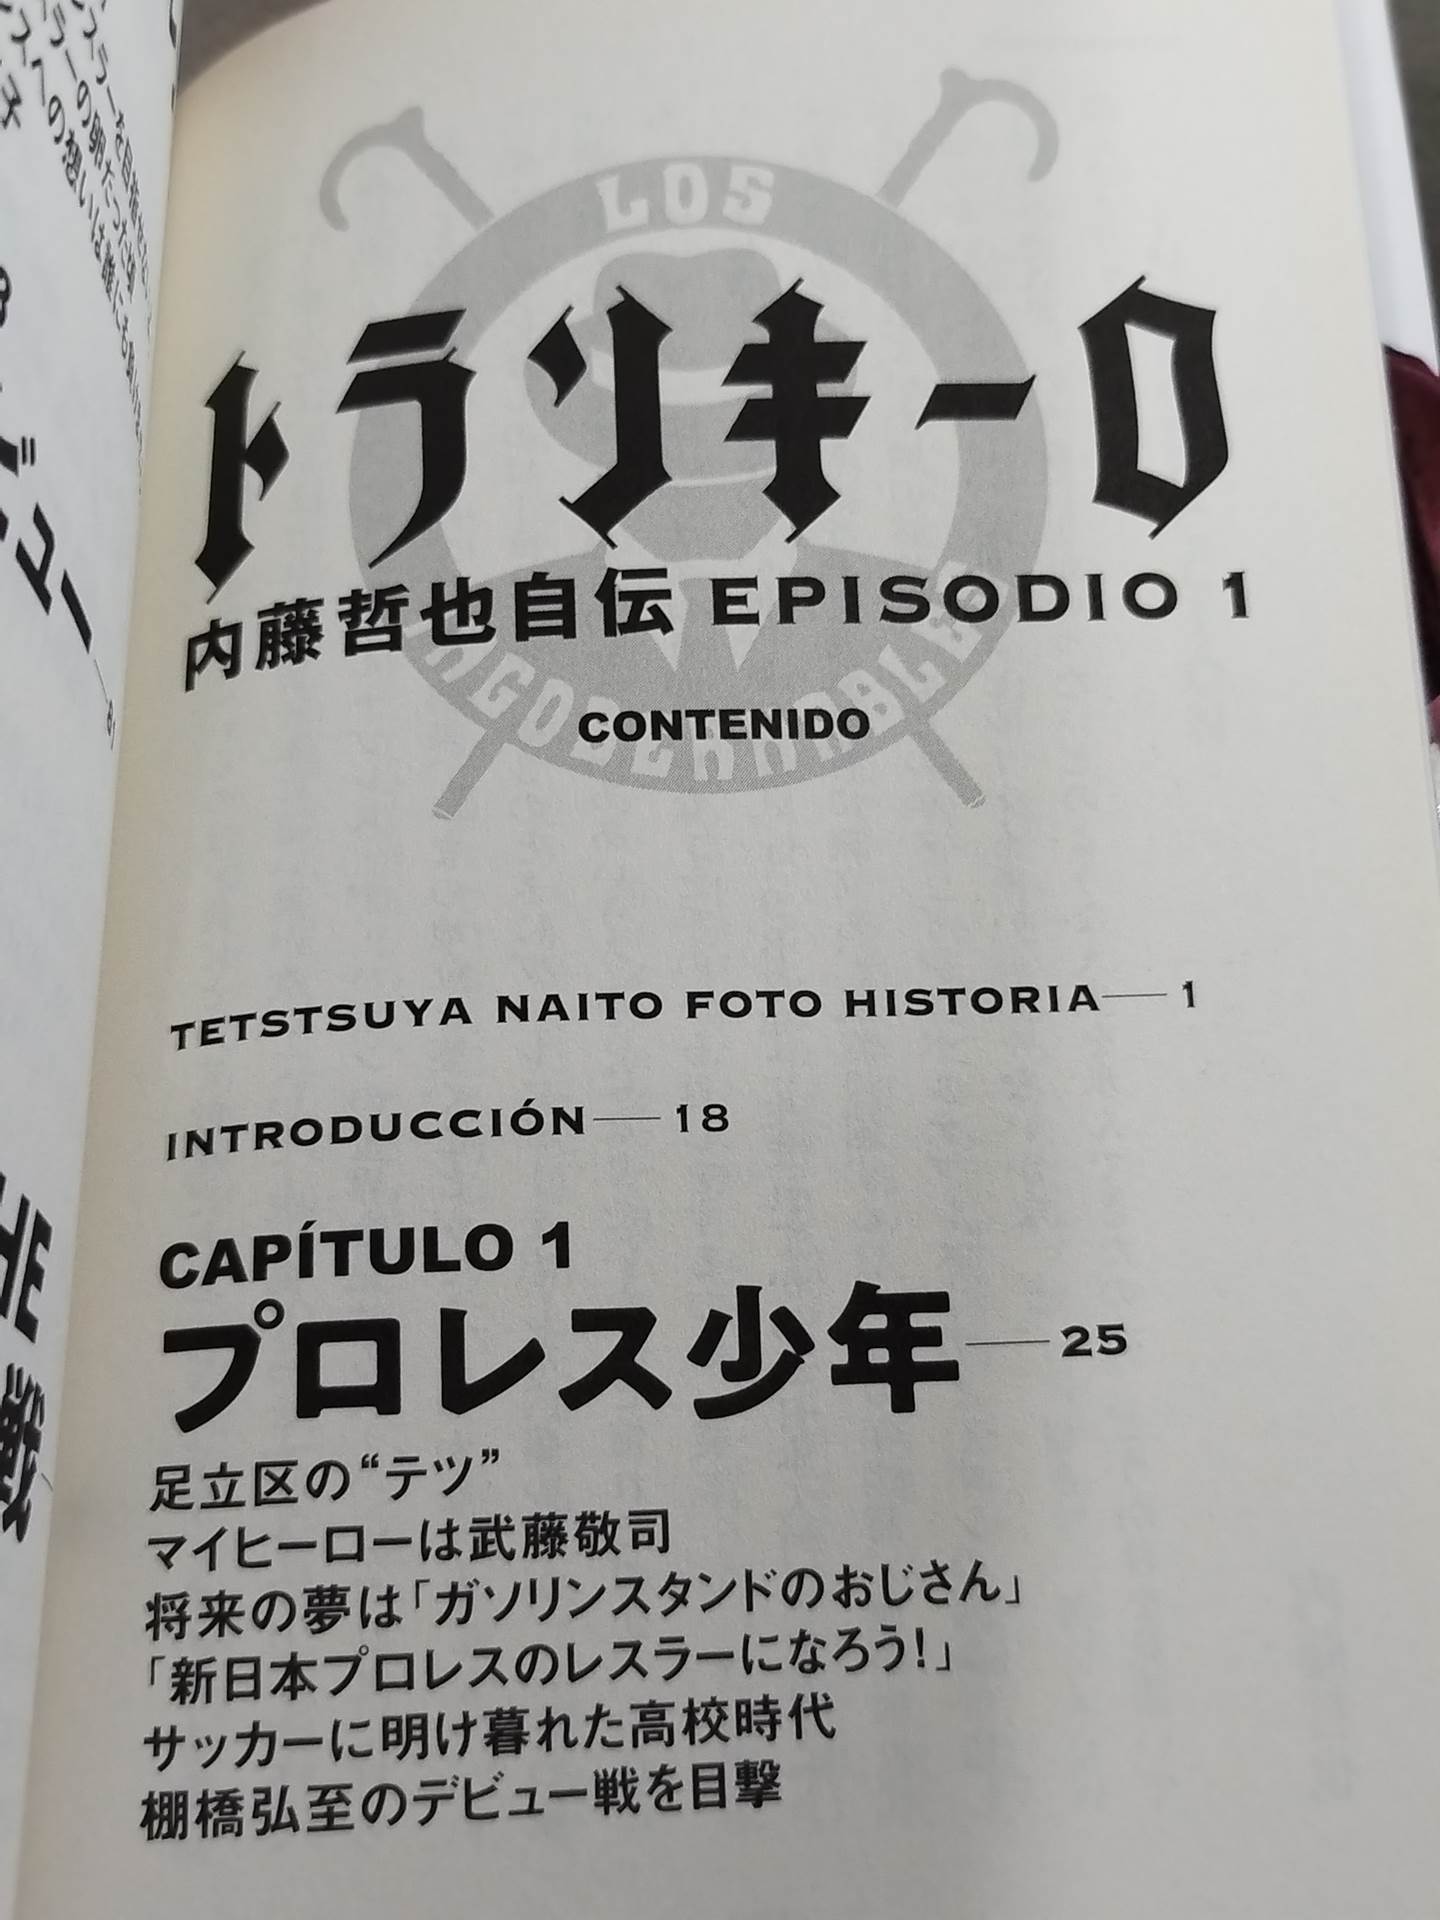 LOS
トランキーロ
内藤哲也自伝 EPISODIO 1
INGOBERNABLES
CONTENIDO
TETSTSUYA NAITO FOTO HISTORIA—1
INTRODUCCIÓN—18
CAPÍTULO 1
プロレス少年—25
足立区の“テツ”
マイヒーローは武藤敬司
将来の夢は「ガソリンスタンドのおじさん」
「新日本プロレスのレスラーになろう!」
サッカーに明け暮れた高校時代
棚橋弘至のデビュー戦を目撃